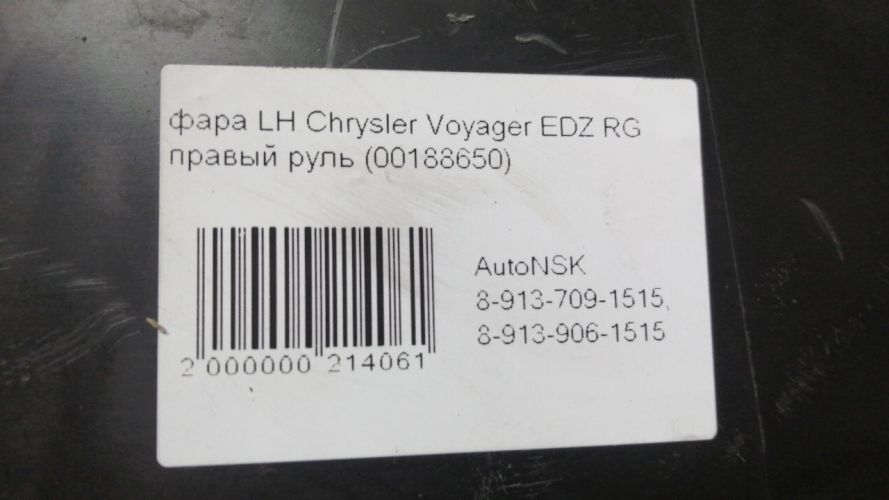 фара LH Chrysler Voyager EDZ RG
правый руль (00188650)
AutoNSK
8-913-709-1515,
8-913-906-1515
2 000000 214061